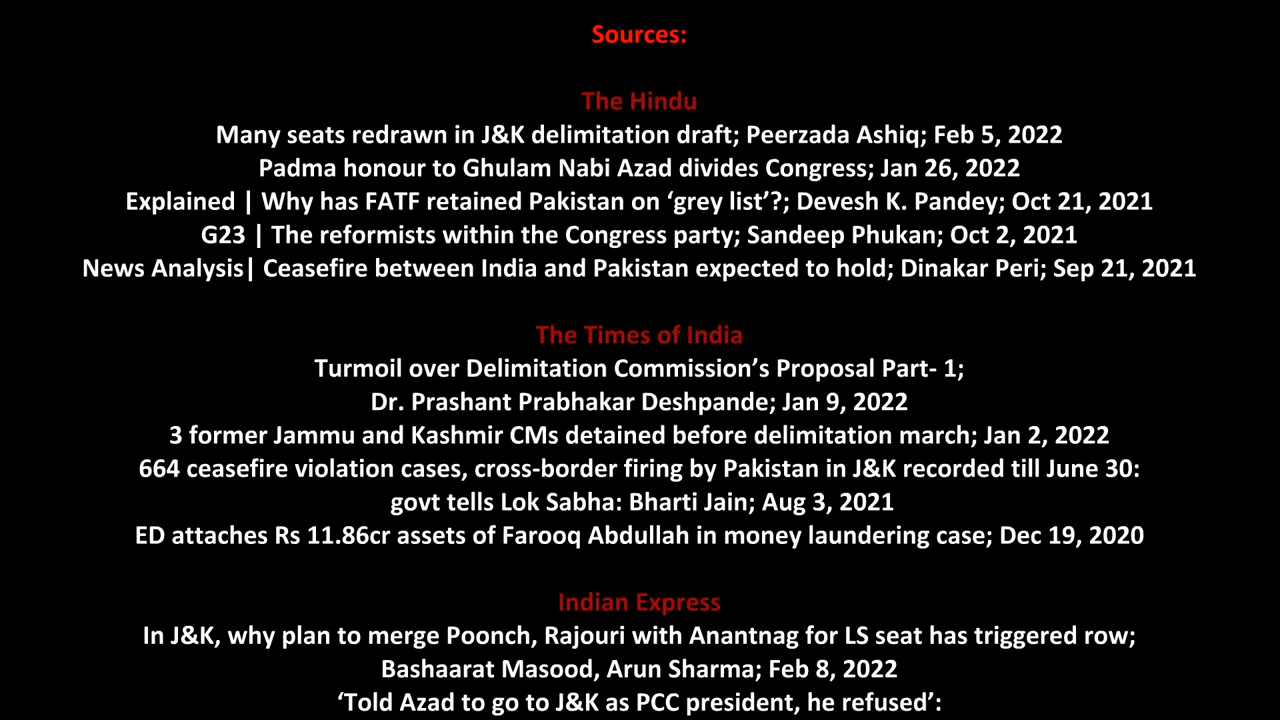 Sources:
The Hindu
Many seats redrawn in J&K delimitation draft; Peerzada Ashiq; Feb 5, 2022
Padma honour to Ghulam Nabi Azad divides Congress; Jan 26, 2022
Explained | Why has FATF retained Pakistan on ‘grey list’?; Devesh K. Pandey; Oct 21, 2021
G23 | The reformists within the Congress party; Sandeep Phukan; Oct 2, 2021
News Analysis| Ceasefire between India and Pakistan expected to hold; Dinakar Peri; Sep 21, 2021
The Times of India
Turmoil over Delimitation Commission’s Proposal Part- 1;
Dr. Prashant Prabhakar Deshpande; Jan 9, 2022
3 former Jammu and Kashmir CMs detained before delimitation march; Jan 2, 2022
664 ceasefire violation cases, cross-border firing by Pakistan in J&K recorded till June 30:
govt tells Lok Sabha: Bharti Jain; Aug 3, 2021
ED attaches Rs 11.86cr assets of Farooq Abdullah in money laundering case; Dec 19, 2020
Indian Express
In J&K, why plan to merge Poonch, Rajouri with Anantnag for LS seat has triggered row;
Bashaarat Masood, Arun Sharma; Feb 8, 2022
‘Told Azad to go to J&K as PCC president, he refused’: